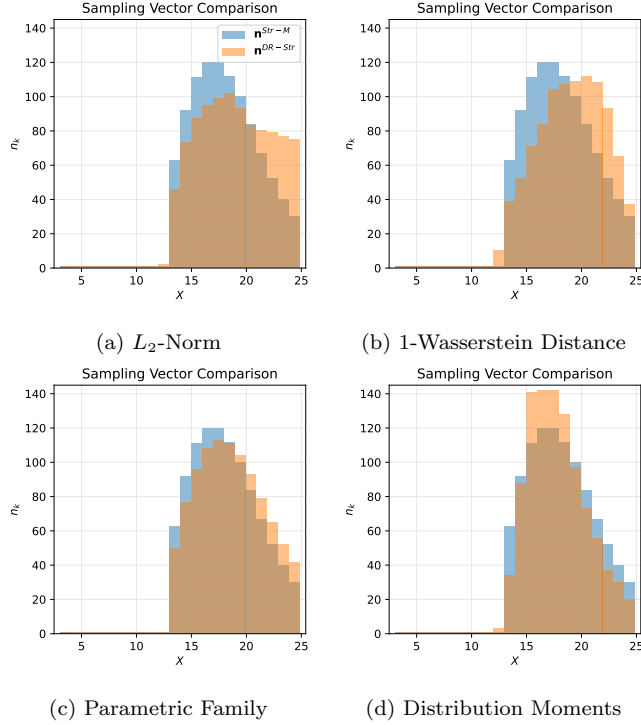 Sampling Vector Comparison
Sampling Vector Comparison
140
120
100
80
60
40
20
0
n_k
5
10
15
20
25
X
n^{Str−M}
n^{DR−Str}
140
120
100
80
60
40
20
0
n_k
5
10
15
20
25
X
(a) L_2-Norm
(b) 1-Wasserstein Distance
Sampling Vector Comparison
Sampling Vector Comparison
140
120
100
80
60
40
20
0
n_k
5
10
15
20
25
X
140
120
100
80
60
40
20
0
n_k
5
10
15
20
25
X
(c) Parametric Family
(d) Distribution Moments